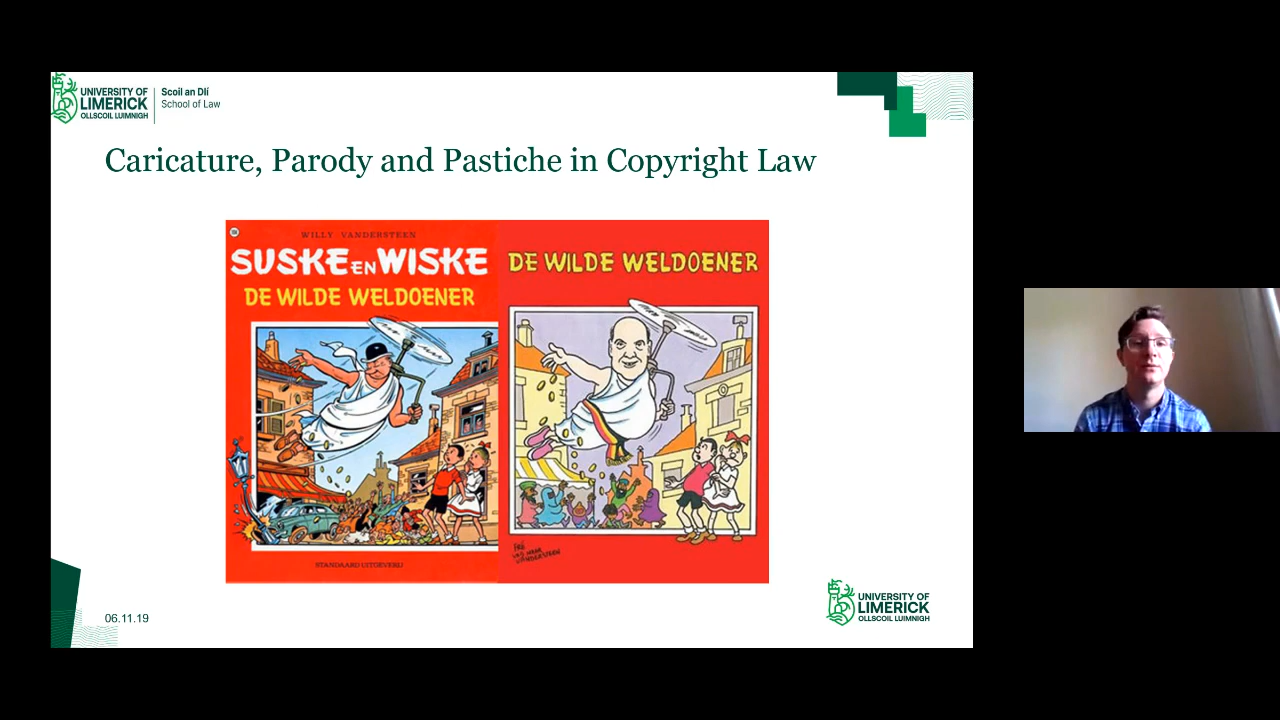 UNIVERSITY OF
LIMERICK
OLLSCOIL LUIMNIGH
Scoil an Dlí
School of Law
Caricature, Parody and Pastiche in Copyright Law
WILLY VANDERSTEEN
SUSKE EN WISKE
DE WILDE WELDOENER
STANDAARD UITGEVERIJ
DE WILDE WELDOENER
06.11.19
UNIVERSITY OF
LIMERICK
OLLSCOIL LUIMNIGH